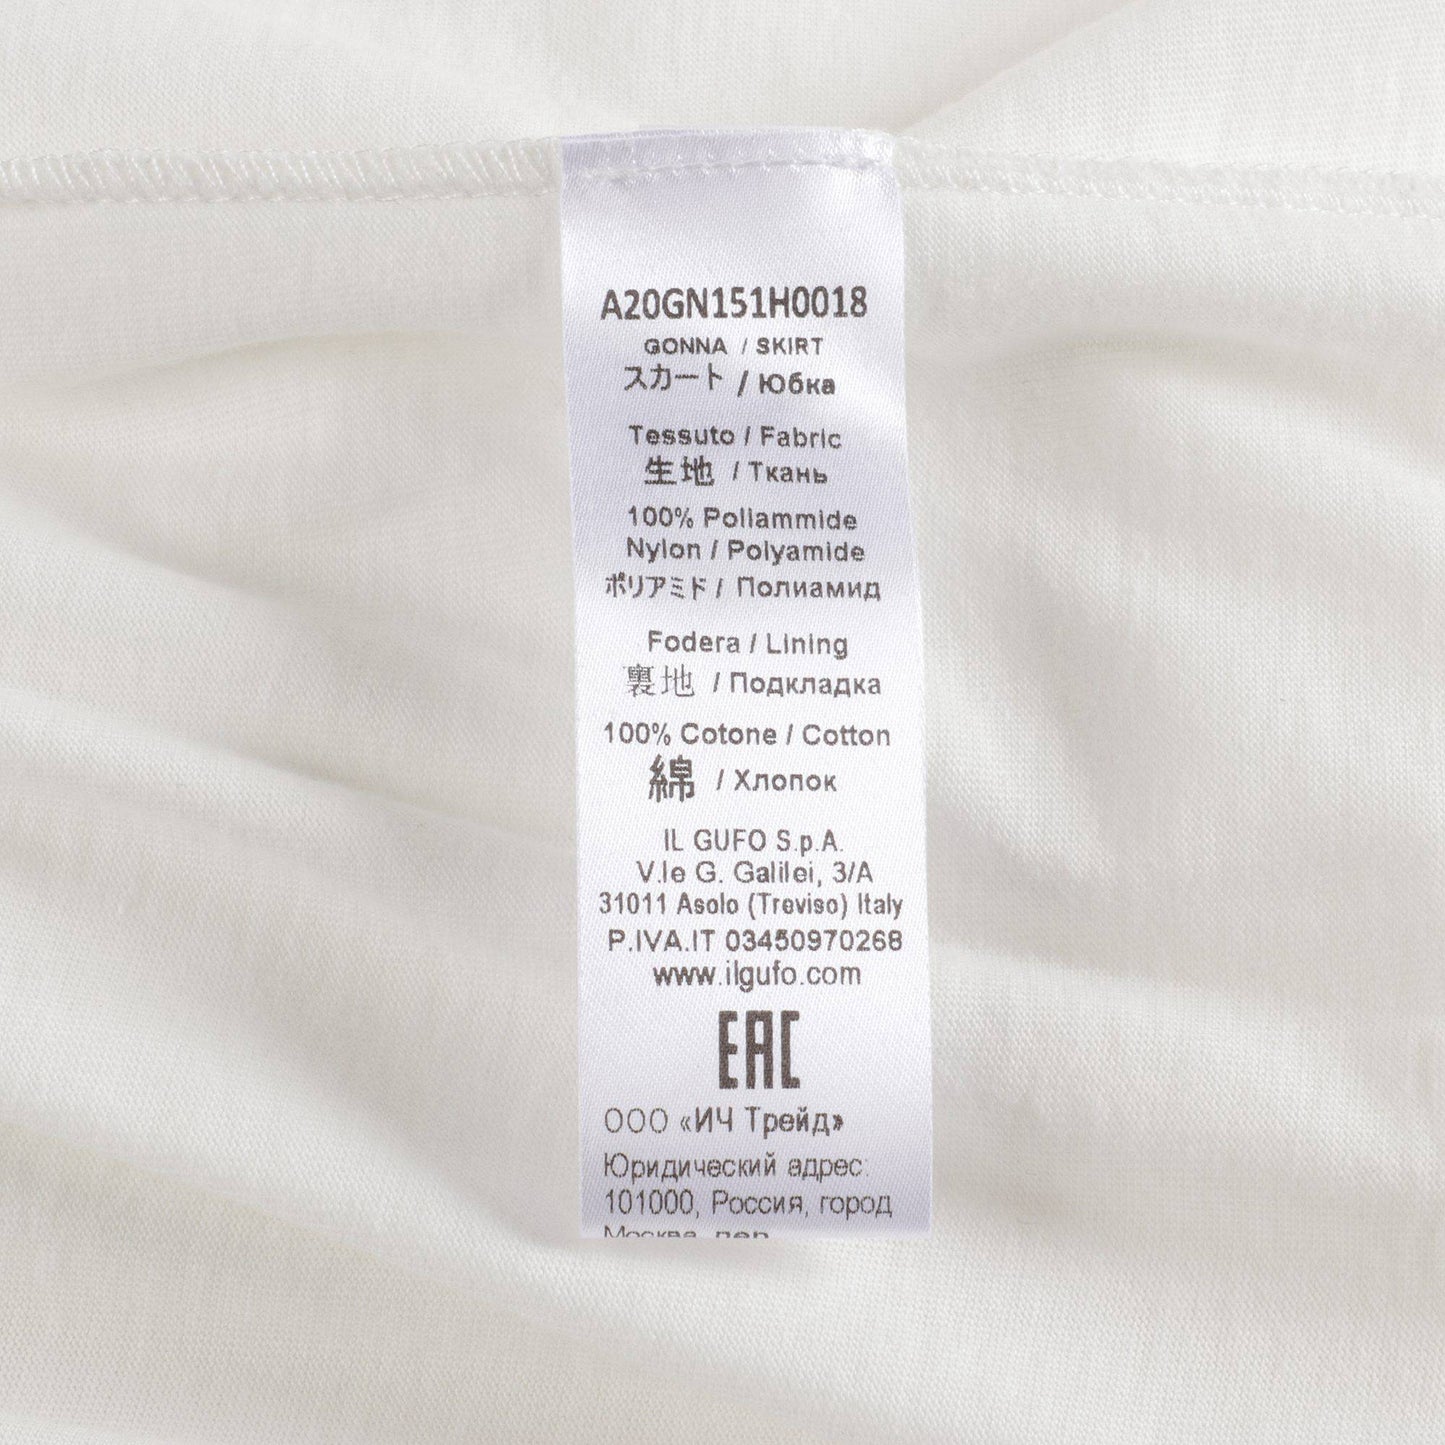 A20GN151H0018
GONNA / SKIRT
スカート / Юбка
Tessuto / Fabric
生地 / Ткань
100% Poliammide
Nylon / Polyamide
ポリアミド / Полиамид
Fodera / Lining
裏地 / Подкладка
100% Cotone / Cotton
綿 / Хлопок
IL GUFO S.p.A.
V.le G. Galilei, 3/A
31011 Asolo (Treviso) Italy
P.IVA.IT 03450970268
www.ilgufo.com
EAC
ООО «ИЧ Трейд»
Юридический адрес:
101000, Россия, город
Москва, пер.